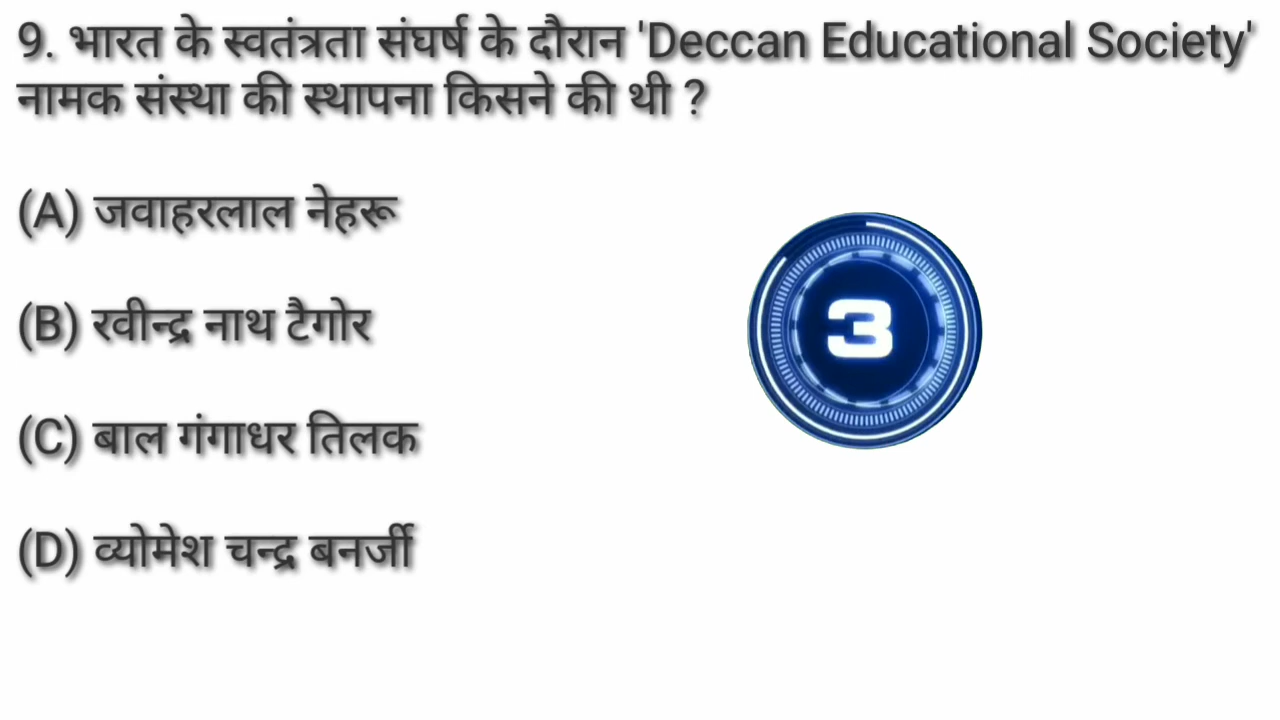 9. भारत के स्वतंत्रता संघर्ष के दौरान 'Deccan Educational Society'
नामक संस्था की स्थापना किसने की थी ?
(A) जवाहरलाल नेहरू
(B) रवीन्द्र नाथ टैगोर
3
(C) बाल गंगाधर तिलक
(D) व्योमेश चन्द्र बनर्जी